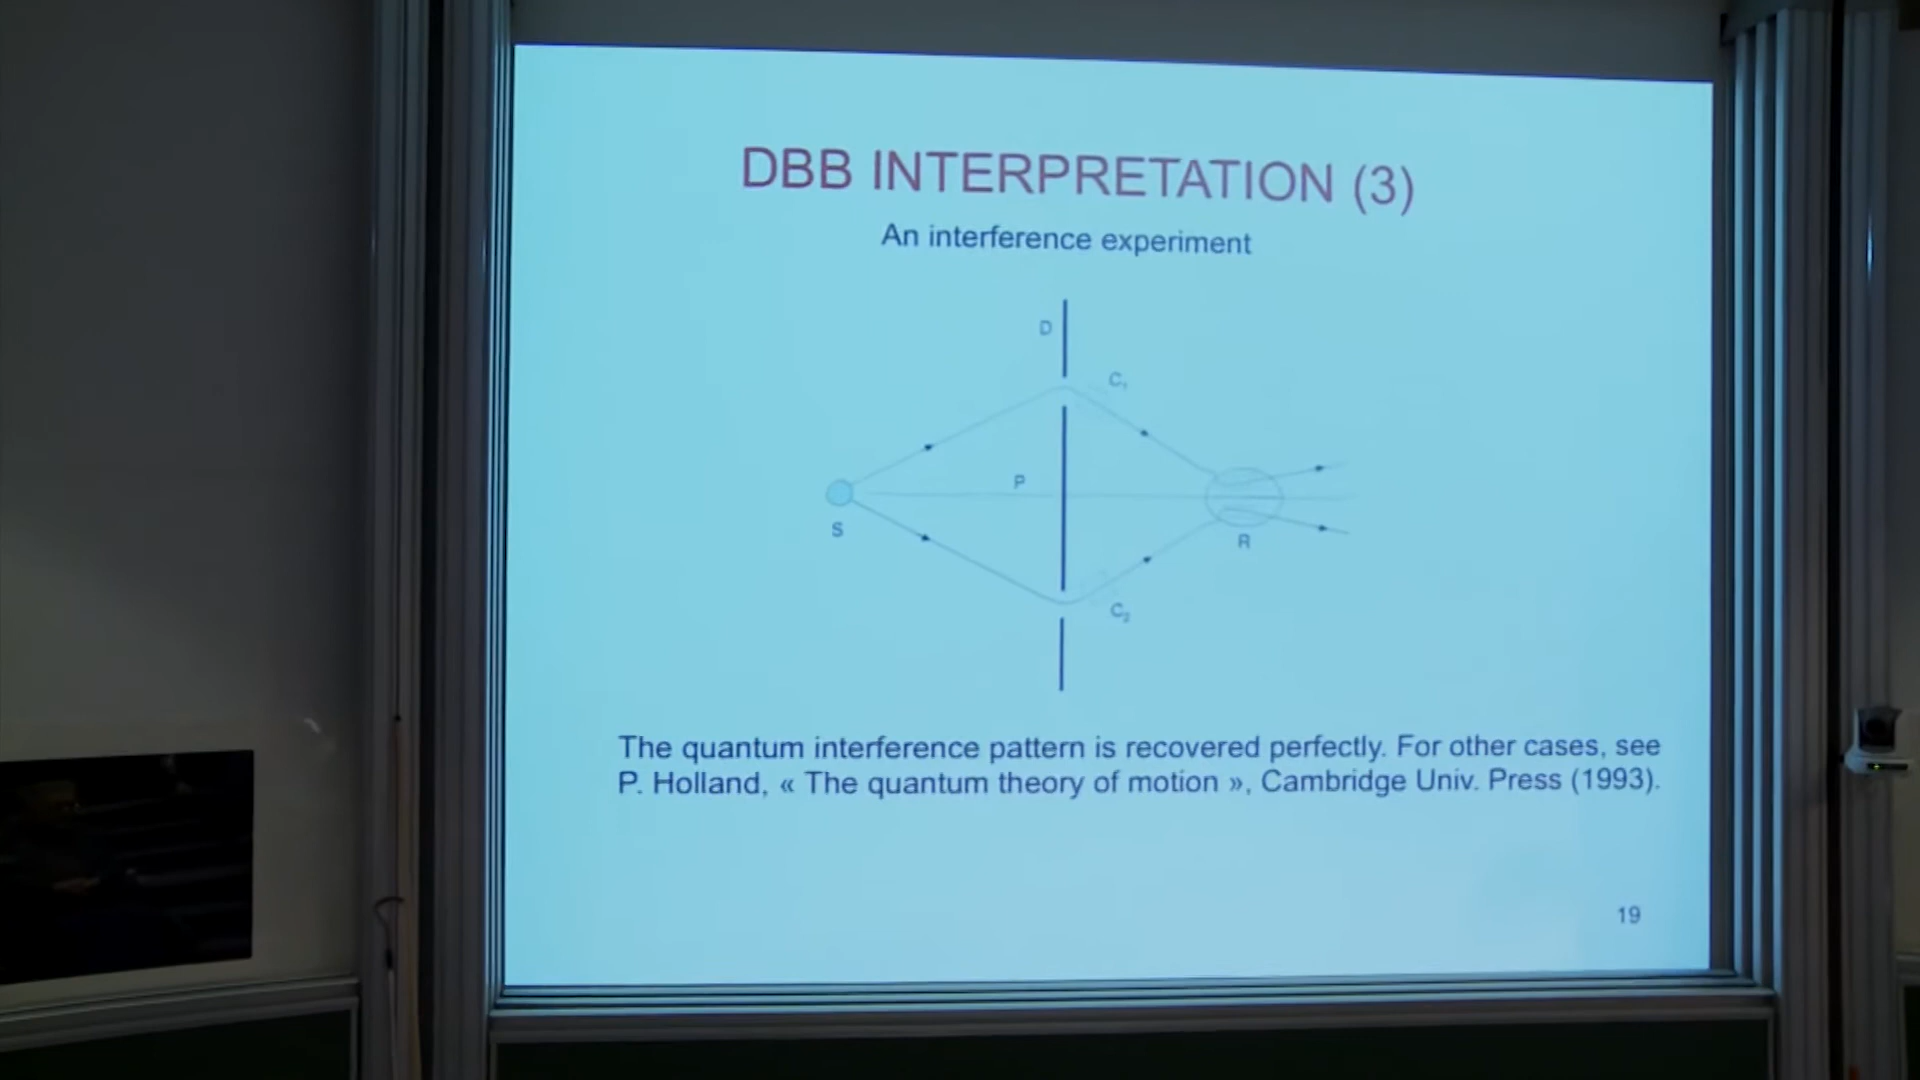 DBB INTERPRETATION (3)
An interference experiment
D
C₁
P
S
R
C₂
The quantum interference pattern is recovered perfectly. For other cases, see
P. Holland, « The quantum theory of motion », Cambridge Univ. Press (1993).
19